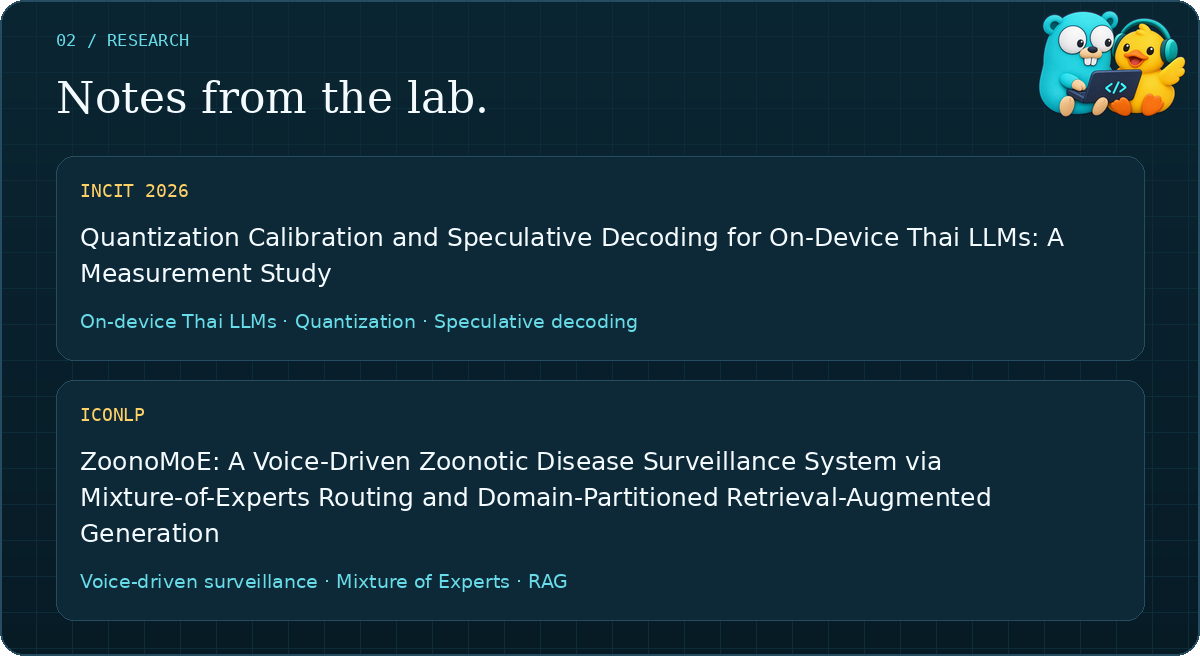 02 / RESEARCH
Notes from the lab.
</>
INCIT 2026
Quantization Calibration and Speculative Decoding for On-Device Thai LLMs: A
Measurement Study
On-device Thai LLMs · Quantization · Speculative decoding
ICONLP
ZoonoMoE: A Voice-Driven Zoonotic Disease Surveillance System via
Mixture-of-Experts Routing and Domain-Partitioned Retrieval-Augmented
Generation
Voice-driven surveillance · Mixture of Experts · RAG